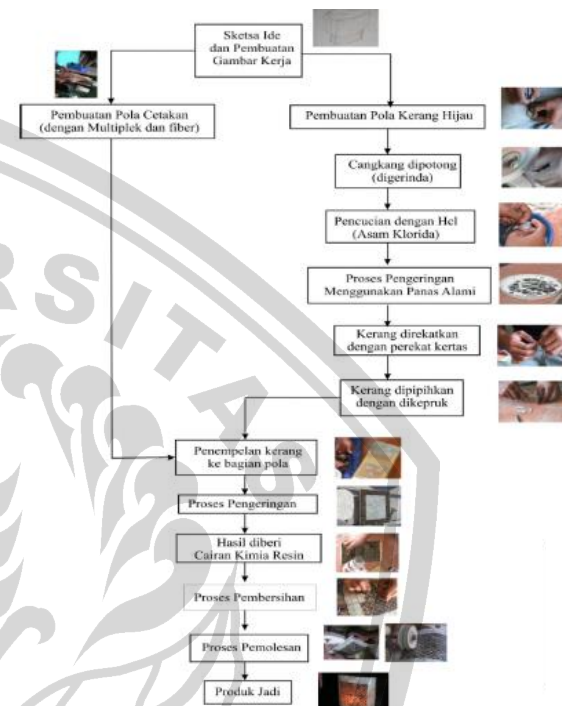 Sketsa Ide
dan Pembuatan
Gambar Kerja
Pembuatan Pola Cetakan
(dengan Multiplek dan fiber)
Pembuatan Pola Kerang Hijau
Cangkang dipotong
(digerinda)
Pencucian dengan Hcl
(Asam Klorida)
Proses Pengeringan
Menggunakan Panas Alami
Kerang direkatkan
dengan perekat kertas
Kerang dipipihkan
dengan dikepruk
Penempelan kerang
ke bagian pola
Proses Pengeringan
Hasil diberi
Cairan Kimia Resin
Proses Pembersihan
Proses Pemolesan
Produk Jadi
ERSITAS